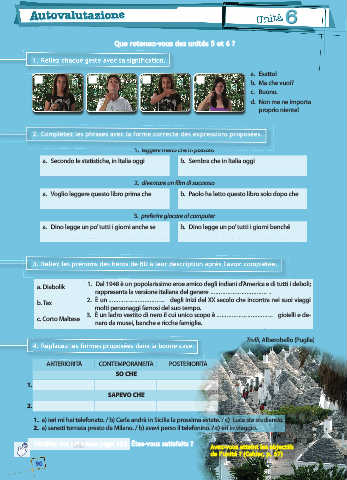 Autovalutazione
Unità 6
Que retenez-vous des unités 5 et 6 ?
1. Reliez chaque geste avec sa signification.
a. Esatto!
b. Ma che vuoi?
c. Buono.
d. Non me ne importa
proprio niente!
2. Complétez les phrases avec la forme correcte des expressions proposées.
1. leggere meno che in passato
a. Secondo le statistiche, in Italia oggi
b. Sembra che in Italia oggi
2. diventare un film di successo
a. Voglio leggere questo libro prima che
b. Paolo ha letto questo libro solo dopo che
3. preferire giocare al computer
a. Dino legge un po' tutti i giorni anche se
b. Dino legge un po' tutti i giorni benché
3. Reliez les prénoms des héros de BD à leur description après l'avoir complétée.
a. Diabolik
b. Tex
c. Corto Maltese
1. Dal 1948 è un popolarissimo eroe amico degli indiani d'America e di tutti i deboli;
rappresenta la versione italiana del genere .............................. .
2. È un .............................. degli inizi del XX secolo che incontra nei suoi viaggi
molti personaggi famosi del suo tempo.
3. È un ladro vestito di nero il cui unico scopo è .............................. gioielli e de-
naro da musei, banche e ricche famiglie.
4. Replacez les formes proposées dans la bonne case.
Trulli, Alberobello (Puglia)
ANTERIORITÀ
CONTEMPORANEITÀ
POSTERIORITÀ
SO CHE
1.
SAPEVO CHE
2.
1. a) ieri mi hai telefonato. / b) Carla andrà in Sicilia la prossima estate. / c) Luca sta studiando.
2. a) saresti tornata presto da Milano. / b) avevi perso il telefonino. / c) eri in viaggio.
Êtes-vous satisfaits ?
Avez-vous atteint les objectifs
de l'unité ? (Cahier, p. 67)
90